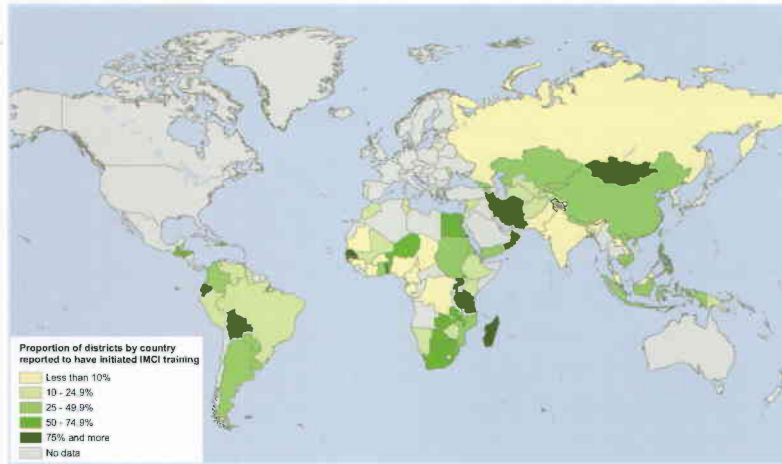 Proportion of districts by country
reported to have initiated IMCI training
Less than 10%
10 - 24.9%
25 - 49.9%
50 - 74.9%
75% and more
No data